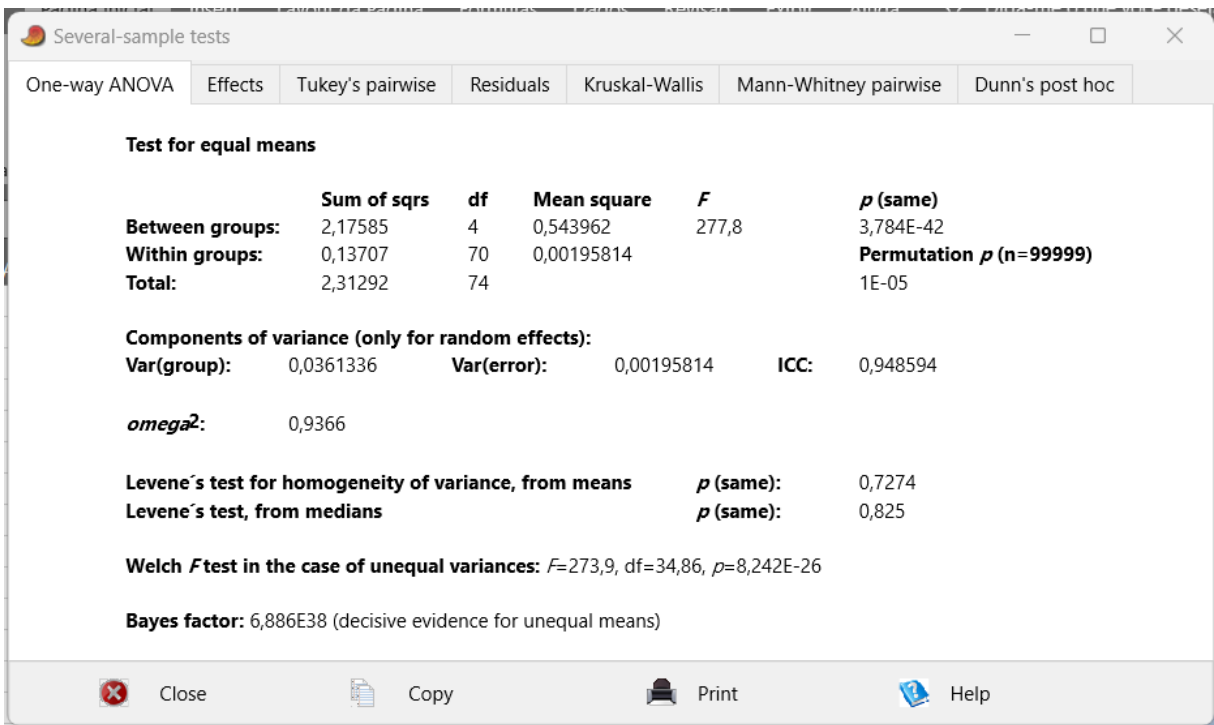 Several-sample tests
One-way ANOVA Effects Tukey's pairwise Residuals Kruskal-Wallis Mann-Whitney pairwise Dunn's post hoc
Test for equal means
Sum of sqrs df Mean square F p (same)
Between groups: 2,17585 4 0,543962 277,8 3,784E-42
Within groups: 0,13707 70 0,00195814 Permutation p (n=99999)
Total: 2,31292 74 1E-05
Components of variance (only for random effects):
Var(group): 0,0361336 Var(error): 0,00195814 ICC: 0,948594
omega2: 0,9366
Levene´s test for homogeneity of variance, from means p (same): 0,7274
Levene´s test, from medians p (same): 0,825
Welch F test in the case of unequal variances: F=273,9, df=34,86, p=8,242E-26
Bayes factor: 6,886E38 (decisive evidence for unequal means)
Close Copy Print Help